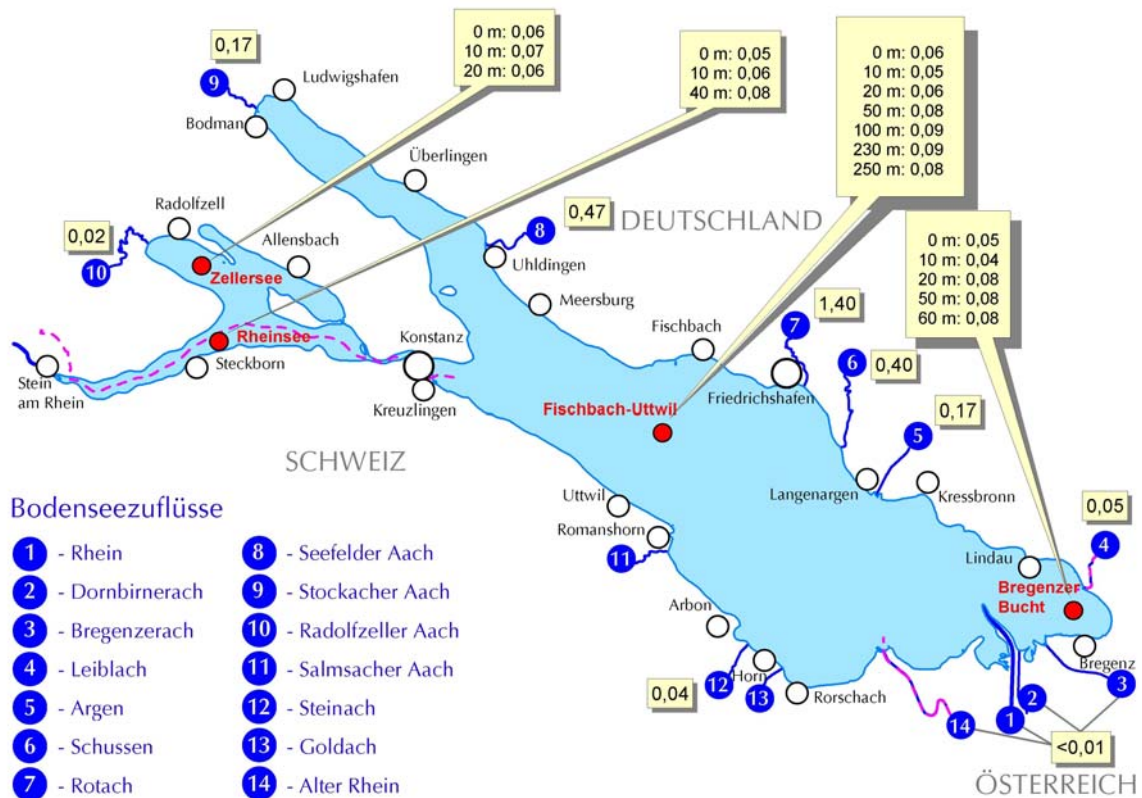 0,17
9
Ludwigshafen
Bodman
0 m: 0,06
10 m: 0,07
20 m: 0,06
0 m: 0,05
10 m: 0,06
40 m: 0,08
0 m: 0,06
10 m: 0,05
20 m: 0,06
50 m: 0,08
100 m: 0,09
230 m: 0,09
250 m: 0,08
Überlingen
Radolfzell
0,02
10
Allensbach
Zellersee
0,47
8
DEUTSCHLAND
Uhldingen
0 m: 0,05
10 m: 0,04
20 m: 0,08
50 m: 0,08
60 m: 0,08
Meersburg
Rheinsee
Steckborn
Stein
am Rhein
Konstanz
Kreuzlingen
Fischbach
7
1,40
6
0,40
Friedrichshafen
Fischbach-Uttwil
5
0,17
SCHWEIZ
Uttwil
Romanshorn
11
Langenargen
Kressbronn
0,05
4
Lindau
Bregenzer
Bucht
Arbon
Horn
0,04
12
13
Rorschach
Bregenz
3
2
1
14
<0,01
ÖSTERREICH
Bodenseezuflüsse
1 - Rhein
2 - Dornbirnerach
3 - Bregenzerach
4 - Leiblach
5 - Argen
6 - Schussen
7 - Rotach
8 - Seefelder Aach
9 - Stockacher Aach
10 - Radolfzeller Aach
11 - Salmsacher Aach
12 - Steinach
13 - Goldach
14 - Alter Rhein